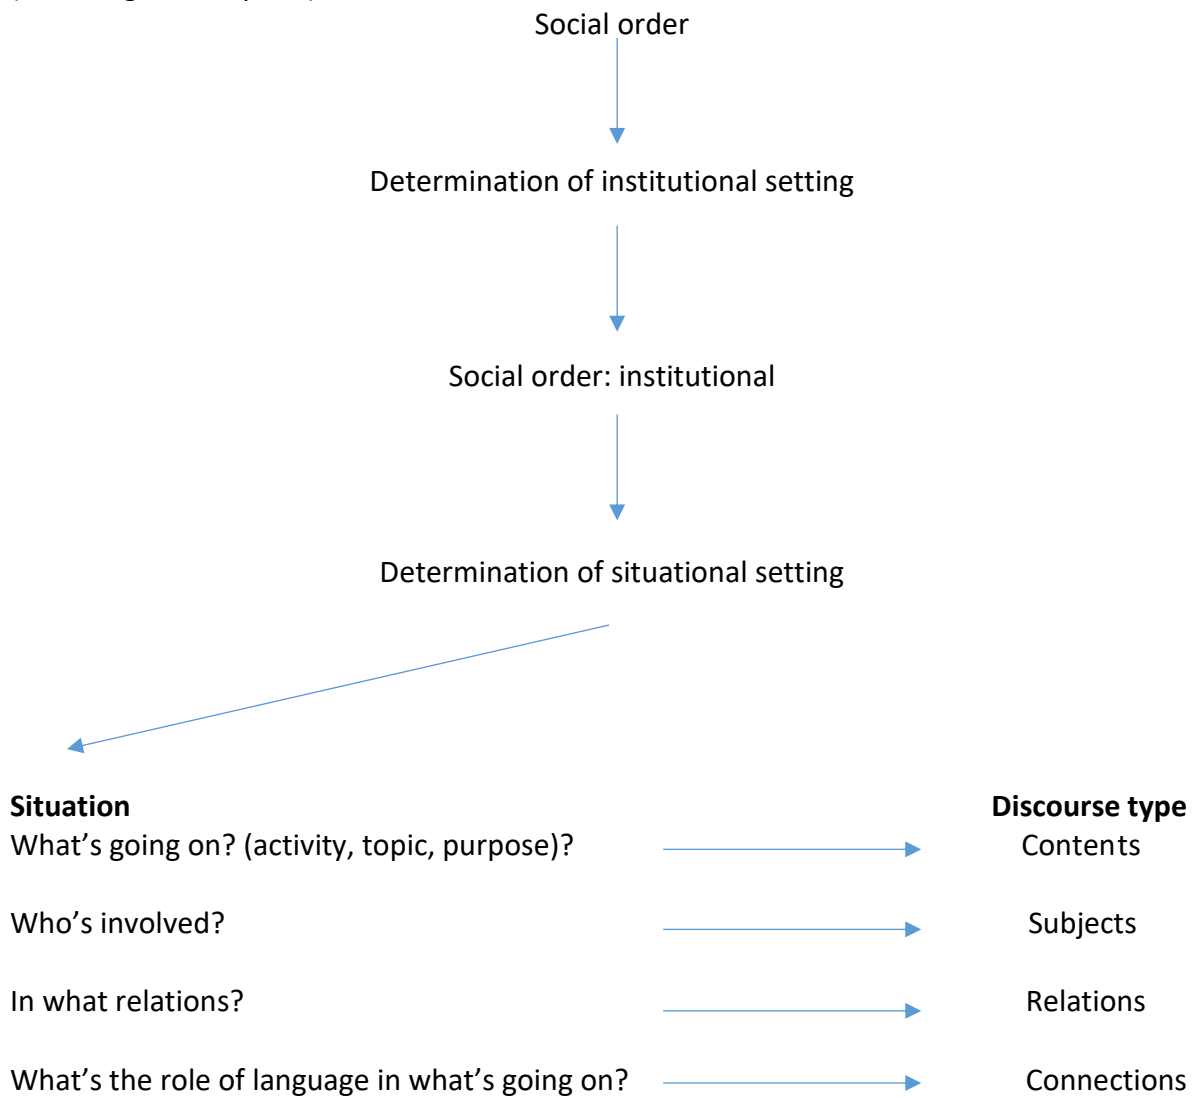 Social order
Determination of institutional setting
Social order: institutional
Determination of situational setting
Situation Discourse type
What’s going on? (activity, topic, purpose)? Contents
Who’s involved? Subjects
In what relations? Relations
What’s the role of language in what’s going on? Connections